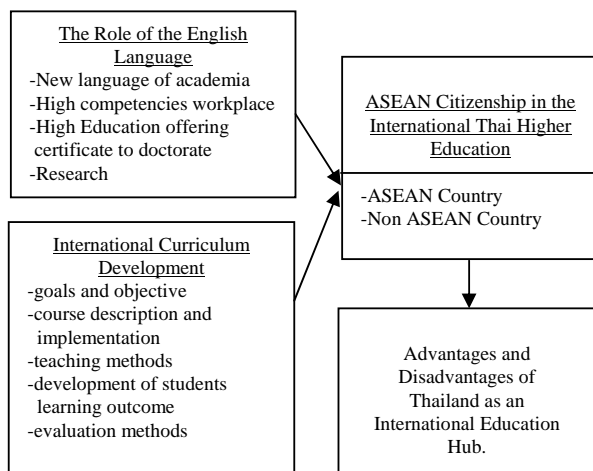 The Role of the English
Language
-New language of academia
-High competencies workplace
-High Education offering
certificate to doctorate
-Research
International Curriculum
Development
-goals and objective
-course description and
implementation
-teaching methods
-development of students
learning outcome
-evaluation methods
ASEAN Citizenship in the
International Thai Higher
Education
-ASEAN Country
-Non ASEAN Country
Advantages and
Disadvantages of
Thailand as an
International Education
Hub.